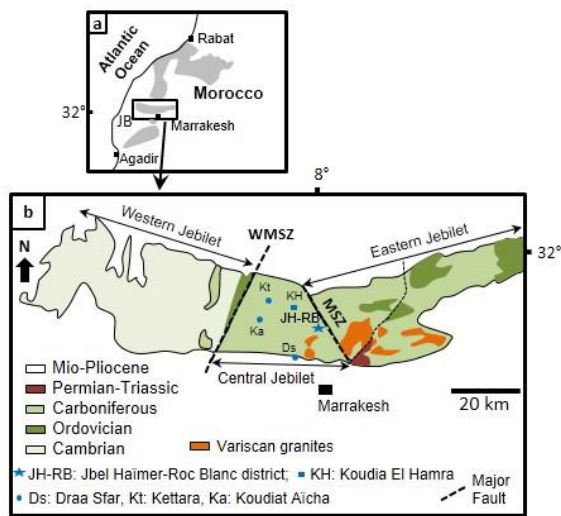 a
Atlantic
Ocean
Rabat
Morocco
32°
JB
Marrakesh
Agadir
8°
b
Western Jebilet
WMSZ
Eastern Jebilet
N
32°
Kt
KH
JH-RB
MSZ
Ka
Ds
Central Jebilet
Marrakesh
Mio-Pliocene
Permian-Triassic
Carboniferous
20 km
Ordovician
Cambrian
Variscan granites
JH-RB: Jbel Haïmer-Roc Blanc district; KH: Koudia El Hamra
Ds: Draa Sfar, Kt: Kettara, Ka: Koudiat Aïcha
Major
Fault